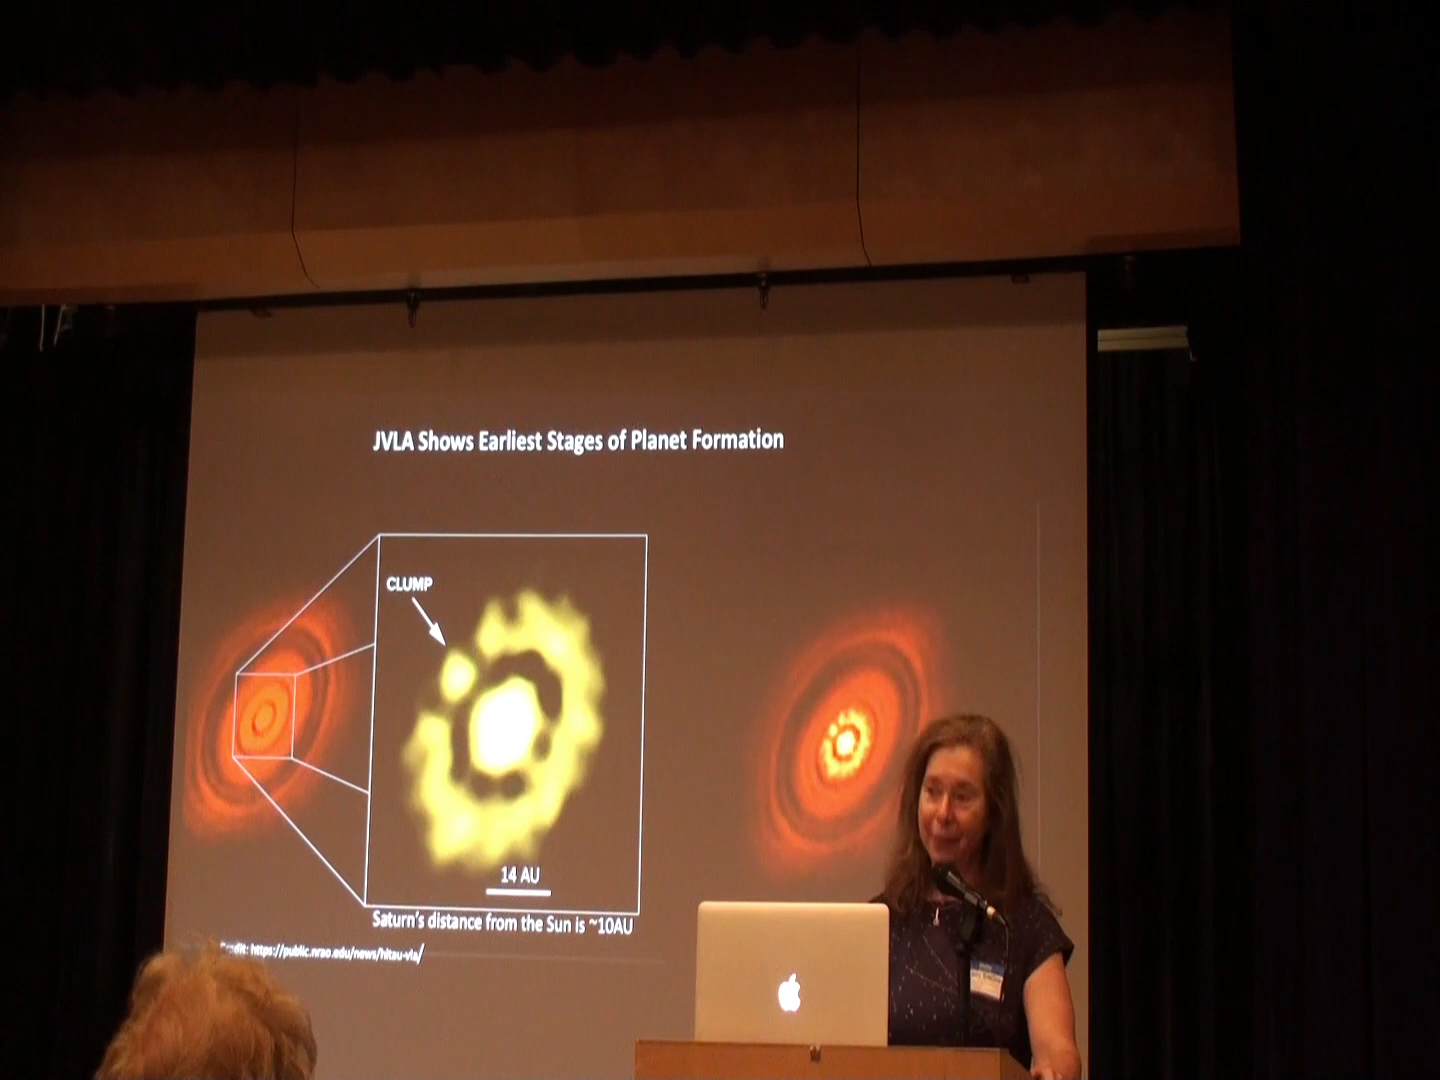 JVLA Shows Earliest Stages of Planet Formation
CLUMP
14 AU
Saturn's distance from the Sun is ~10AU
Credit: https://public.nrao.edu/news/hltau-vla/